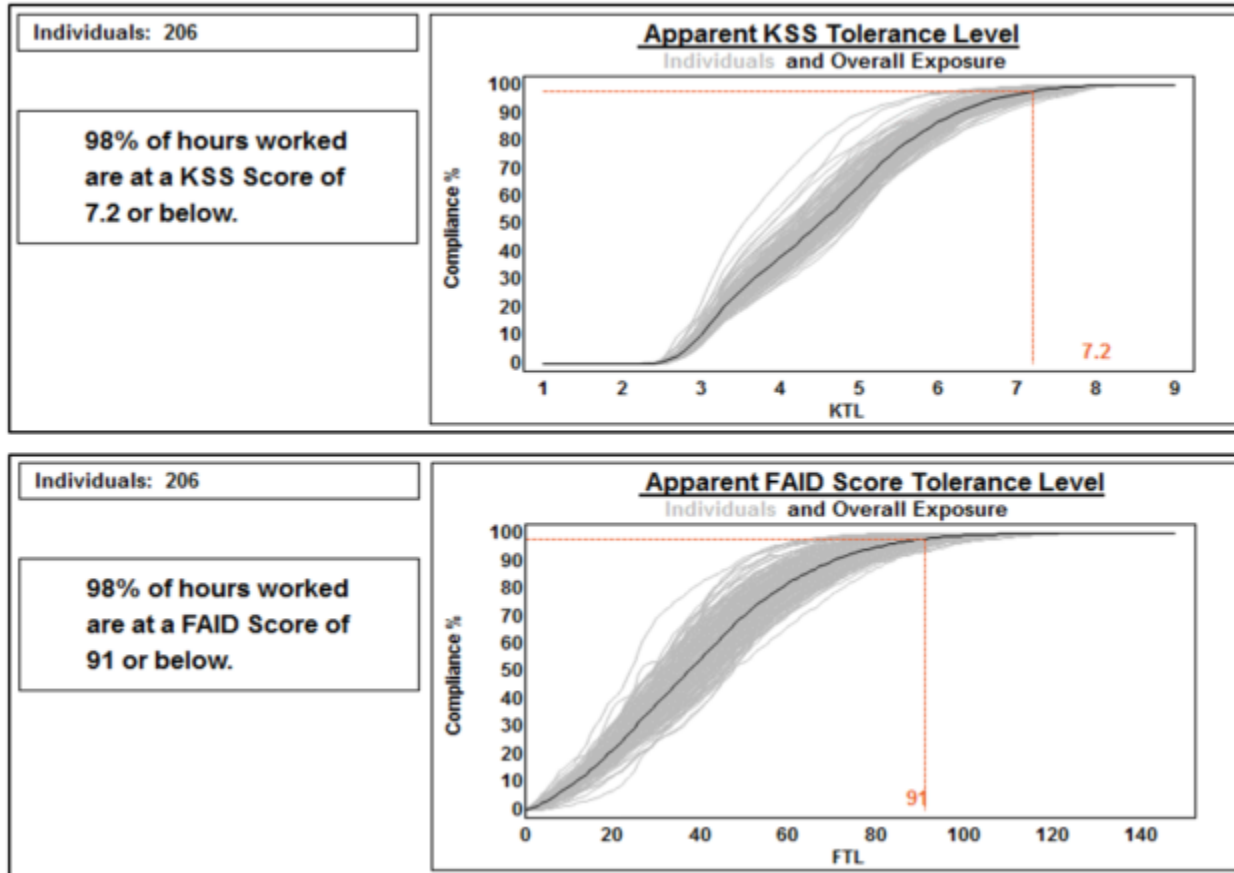 Individuals: 206
98% of hours worked
are at a KSS Score of
7.2 or below.
Apparent KSS Tolerance Level
Individuals and Overall Exposure
Compliance %
100
90
80
70
60
50
40
30
20
10
0
7.2
1 2 3 4 5 6 7 8 9
KTL
Individuals: 206
98% of hours worked
are at a FAID Score of
91 or below.
Apparent FAID Score Tolerance Level
Individuals and Overall Exposure
Compliance %
100
90
80
70
60
50
40
30
20
10
0
91
0 20 40 60 80 100 120 140
FTL